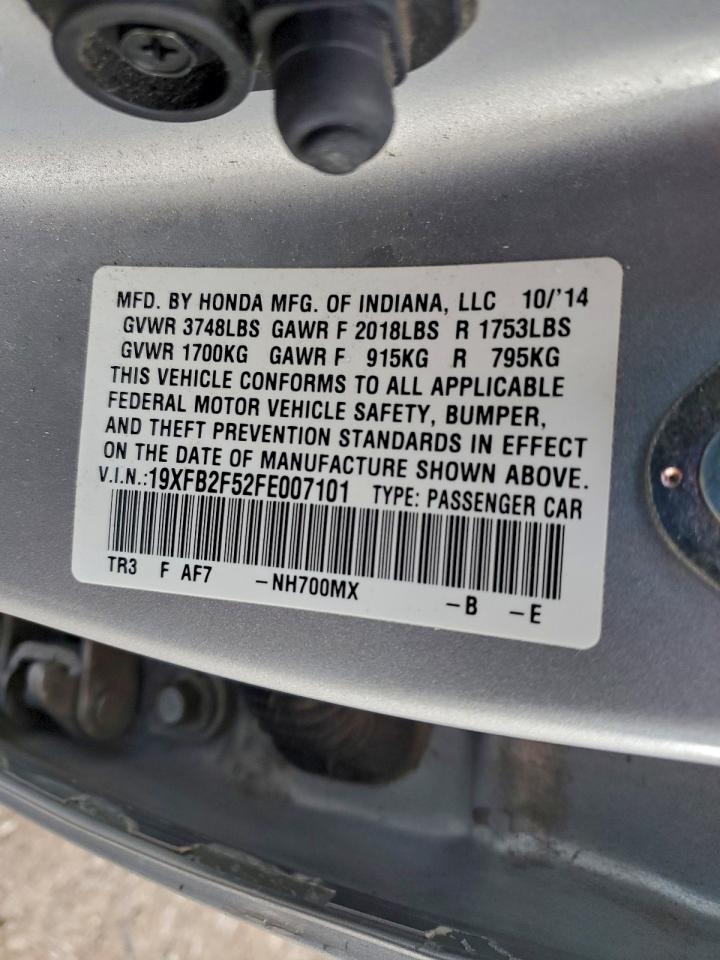 MFD. BY HONDA MFG. OF INDIANA, LLC 10/'14
GVWR 3748LBS GAWR F 2018LBS R 1753LBS
GVWR 1700KG GAWR F 915KG R 795KG
THIS VEHICLE CONFORMS TO ALL APPLICABLE
FEDERAL MOTOR VEHICLE SAFETY, BUMPER,
AND THEFT PREVENTION STANDARDS IN EFFECT
ON THE DATE OF MANUFACTURE SHOWN ABOVE.
V.I.N.:19XFB2F52FE007101 TYPE: PASSENGER CAR
TR3 F AF7 -NH700MX -B -E